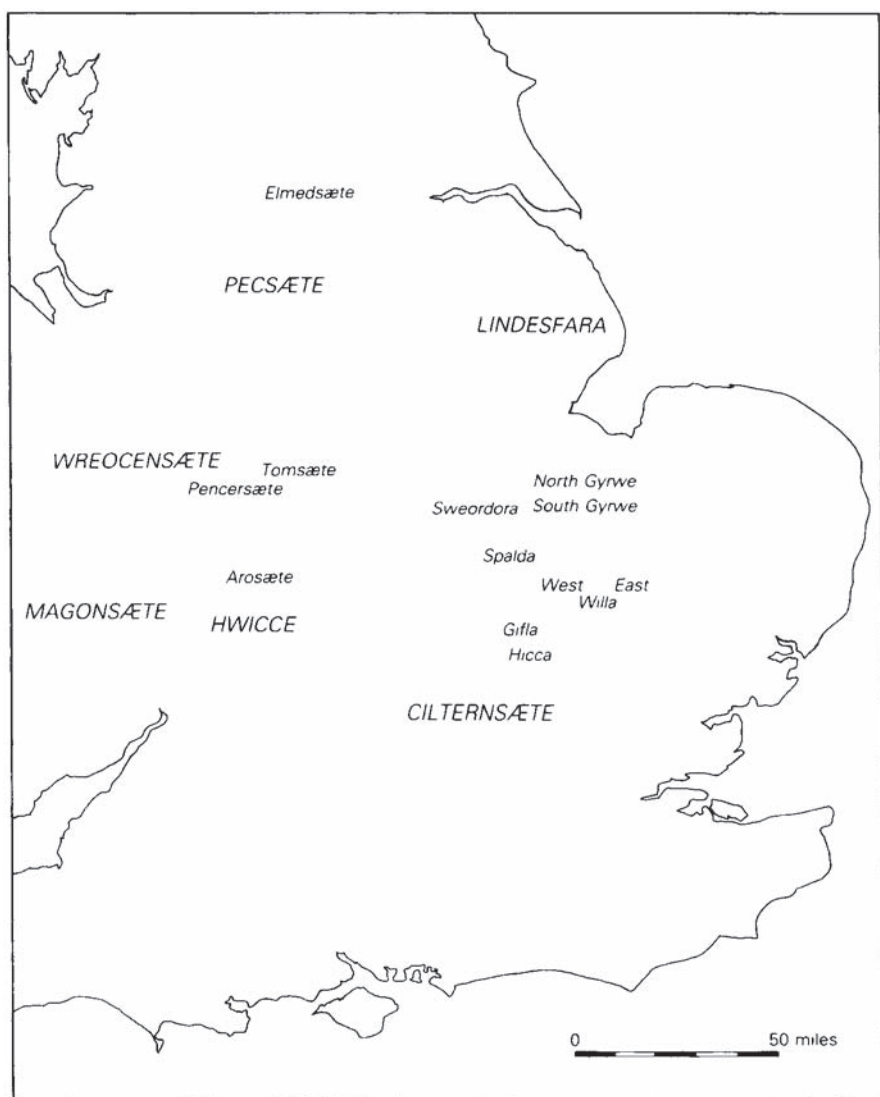 Elmedsæte
PECSÆTE
LINDESFARA
WREOCENSÆTE
Tomsæte
Pencersæte
North Gyrwe
Sweordora
South Gyrwe
Spalda
Arosæte
West
East
Willa
MAGONSÆTE
HWICCE
Gifla
Hicca
CILTERNSÆTE
0
50 miles